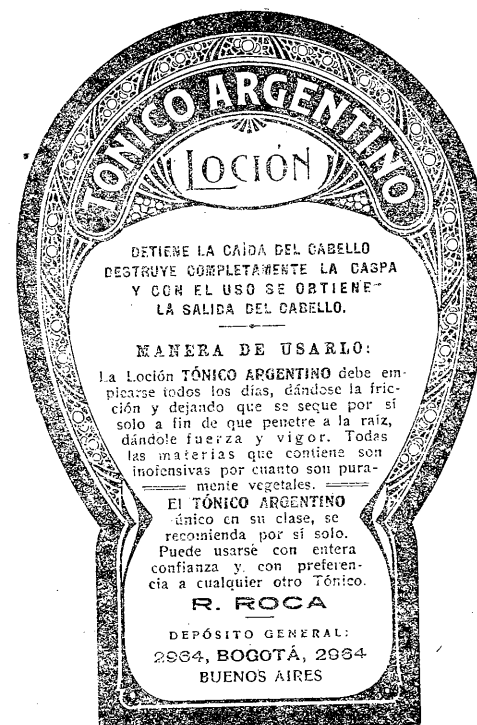 TÓNICO ARGENTINO
LOCIÓN
DETIENE LA CAÍDA DEL CABELLO
DESTRUYE COMPLETAMENTE LA CASPA
Y CON EL USO SE OBTIENE
LA SALIDA DEL CABELLO.
MANERA DE USARLO:
La Loción TÓNICO ARGENTINO debe em-
plearse todos los días, dándose la fric-
ción y dejando que se seque por sí
solo a fin de que penetre a la raíz,
dándole fuerza y vigor. Todas
las materias que contiene son
inofensivas por cuanto son pura-
mente vegetales.
El TÓNICO ARGENTINO
único en su clase, se
recomienda por sí solo.
Puede usarse con entera
confianza y con preferen-
cia a cualquier otro Tónico.
R. ROCA
DEPÓSITO GENERAL:
2964, BOGOTÁ, 2964
BUENOS AIRES